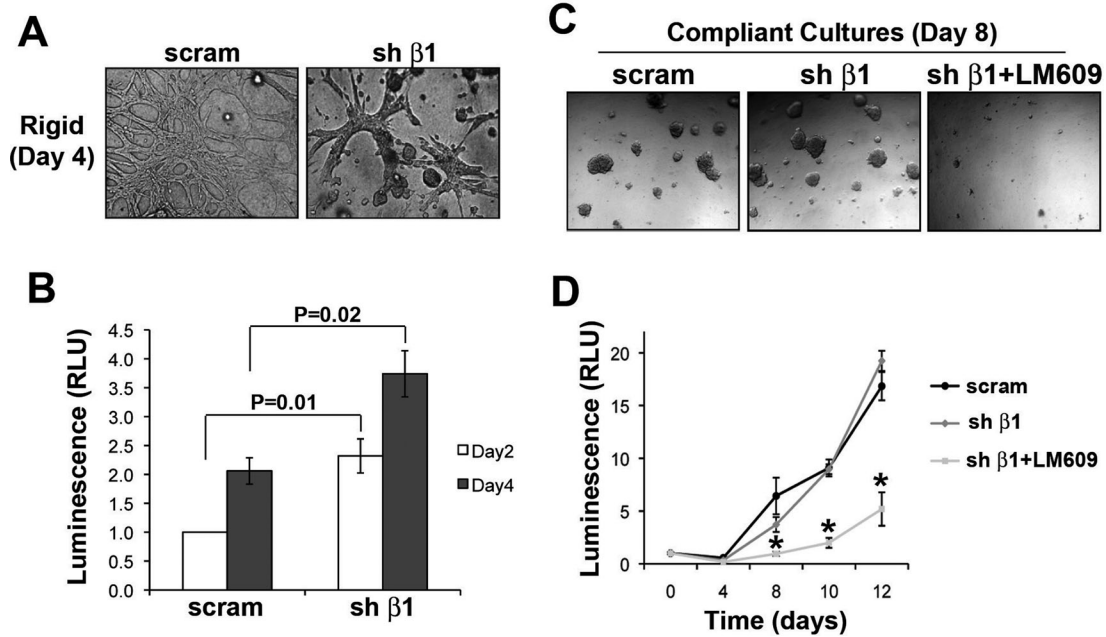 A
scram
sh β1
Rigid
(Day 4)
B
Luminescence (RLU)
4.5
4.0
3.5
3.0
2.5
2.0
1.5
1.0
0.5
0.0
P=0.02
P=0.01
Day2
Day4
scram
sh β1
C
Compliant Cultures (Day 8)
scram
sh β1
sh β1+LM609
D
Luminescence (RLU)
20
15
10
5
0
*
*
*
0
4
8
10
12
Time (days)
scram
sh β1
sh β1+LM609